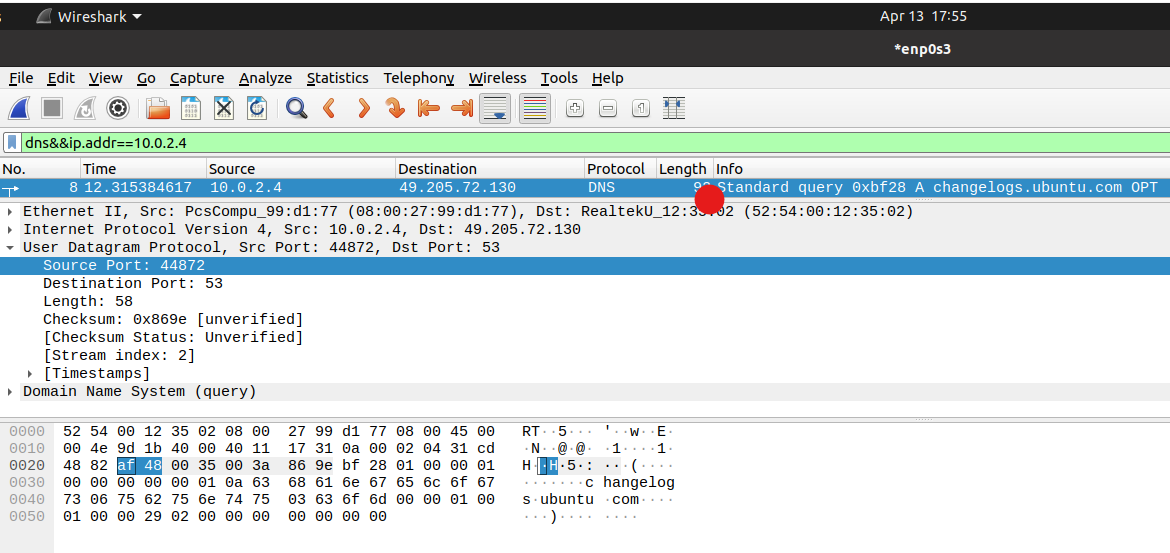 Wireshark Apr 13 17:55
*enp0s3
File Edit View Go Capture Analyze Statistics Telephony Wireless Tools Help
dns&&ip.addr==10.0.2.4
No. Time Source Destination Protocol Length Info
8 12.315384617 10.0.2.4 49.205.72.130 DNS Standard query 0xbf28 A changelogs.ubuntu.com OPT
Ethernet II, Src: PcsCompu_99:d1:77 (08:00:27:99:d1:77), Dst: RealtekU_12:35:02 (52:54:00:12:35:02)
Internet Protocol Version 4, Src: 10.0.2.4, Dst: 49.205.72.130
User Datagram Protocol, Src Port: 44872, Dst Port: 53
Source Port: 44872
Destination Port: 53
Length: 58
Checksum: 0x869e [unverified]
[Checksum Status: Unverified]
[Stream index: 2]
[Timestamps]
Domain Name System (query)
0000 52 54 00 12 35 02 08 00 27 99 d1 77 08 00 45 00 RT··5··· '··w··E·
0010 00 4e 9d 1b 40 00 40 11 17 31 0a 00 02 04 31 cd ·N··@·@· ·1····1·
0020 48 82 af 48 00 35 00 3a 86 9e bf 28 01 00 00 01 H··H·5·: ···(····
0030 00 00 00 00 00 01 0a 63 68 61 6e 67 65 6c 6f 67 ·······c hangelog
0040 73 06 75 62 75 6e 74 75 03 63 6f 6d 00 00 01 00 s·ubuntu ·com····
0050 01 00 00 29 02 00 00 00 00 00 00 00 ···)···· ····